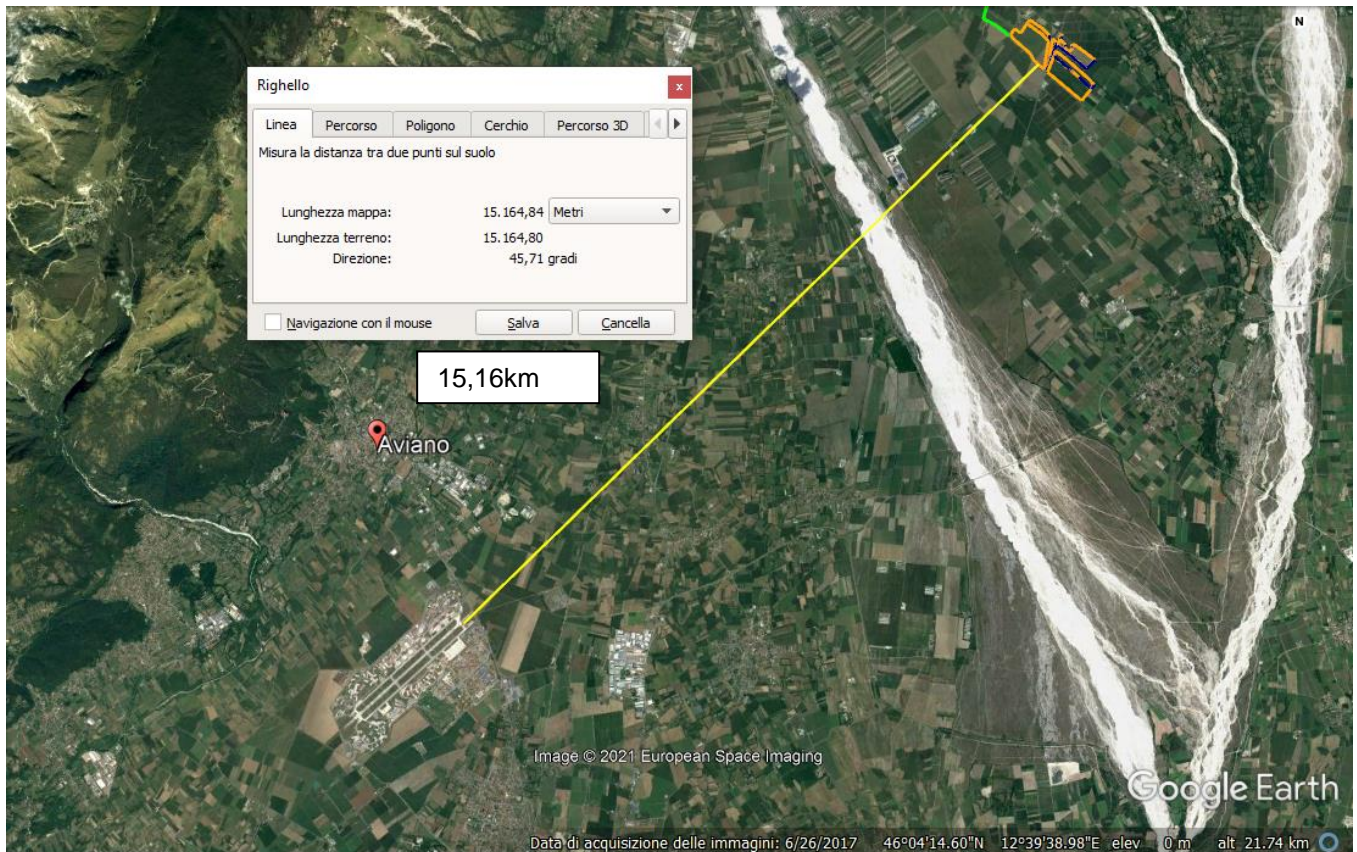 N
Righello
x
Linea Percorso Poligono Cerchio Percorso 3D
Misura la distanza tra due punti sul suolo
Lunghezza mappa: 15.164,84 Metri
Lunghezza terreno: 15.164,80
Direzione: 45,71 gradi
Navigazione con il mouse Salva Cancella
15,16km
Aviano
Image © 2021 European Space Imaging
Google Earth
Data di acquisizione delle immagini: 6/26/2017 46°04'14.60"N 12°39'38.98"E elev 0 m alt 21.74 km